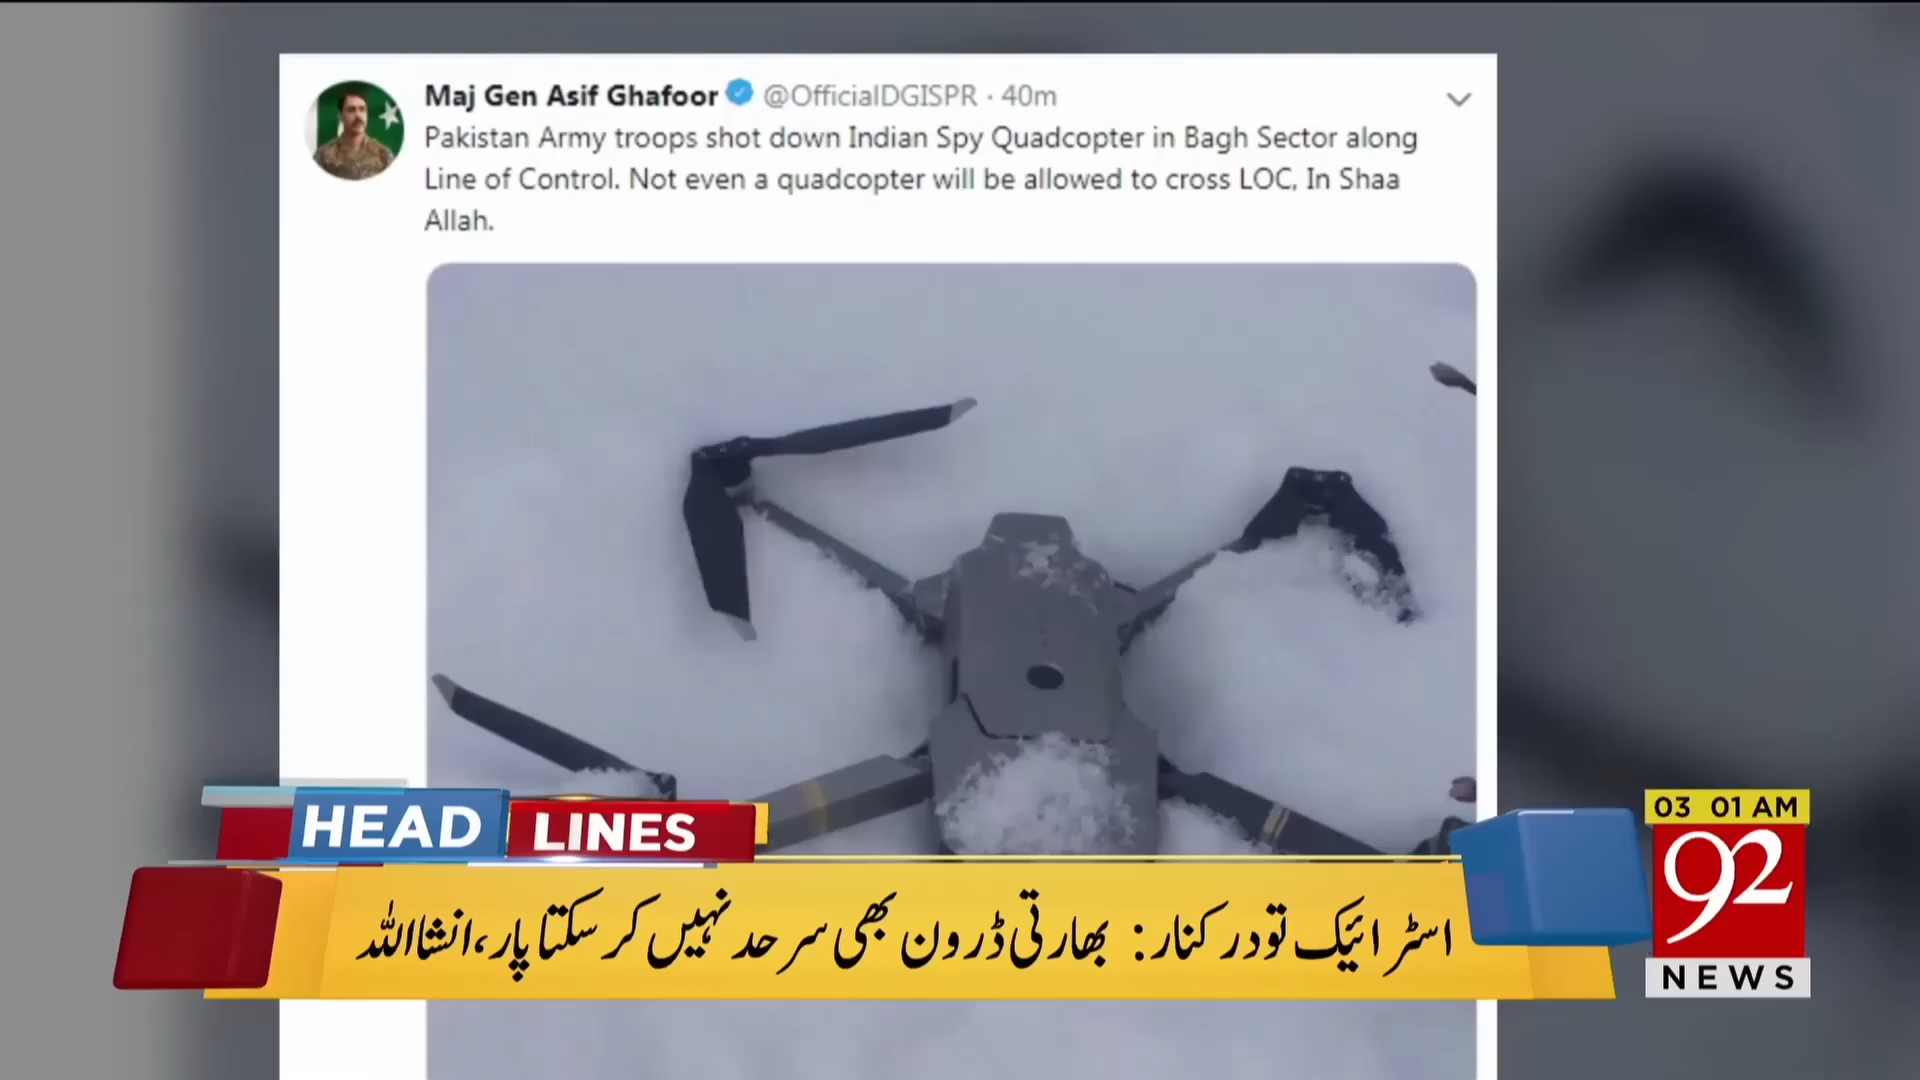 Maj Gen Asif Ghafoor @OfficialDGISPR · 40m
Pakistan Army troops shot down Indian Spy Quadcopter in Bagh Sector along
Line of Control. Not even a quadcopter will be allowed to cross LOC, In Shaa
Allah.
HEAD LINES
03 01 AM
92
NEWS
اسٹرائیک تو درکنار: بھارتی ڈرون بھی سرحد نہیں کر سکتا پار، انشااللہ